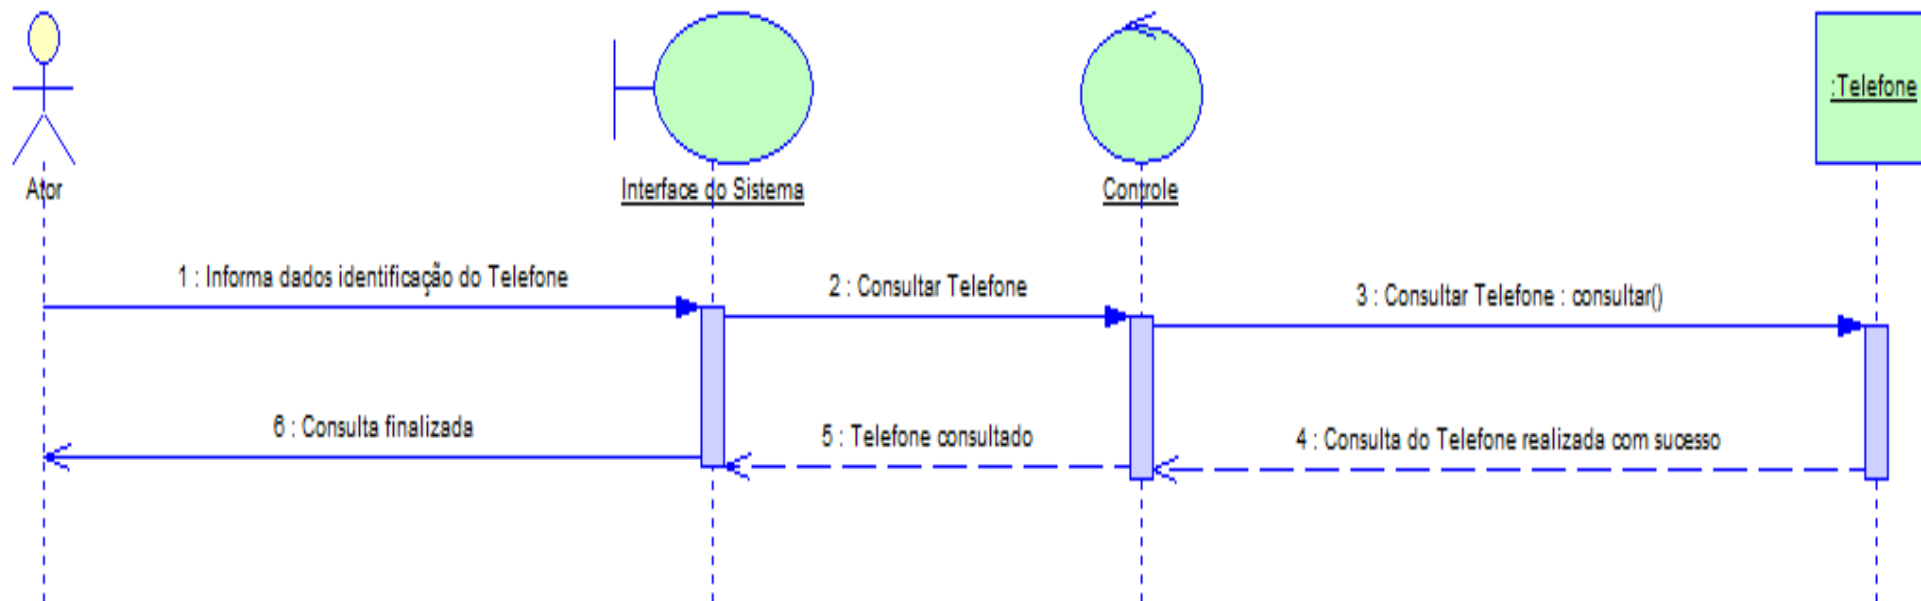 :Telefone
Ator
Interface do Sistema
Controle
1 : Informa dados identificação do Telefone
2 : Consultar Telefone
3 : Consultar Telefone : consultar()
6 : Consulta finalizada
5 : Telefone consultado
4 : Consulta do Telefone realizada com sucesso